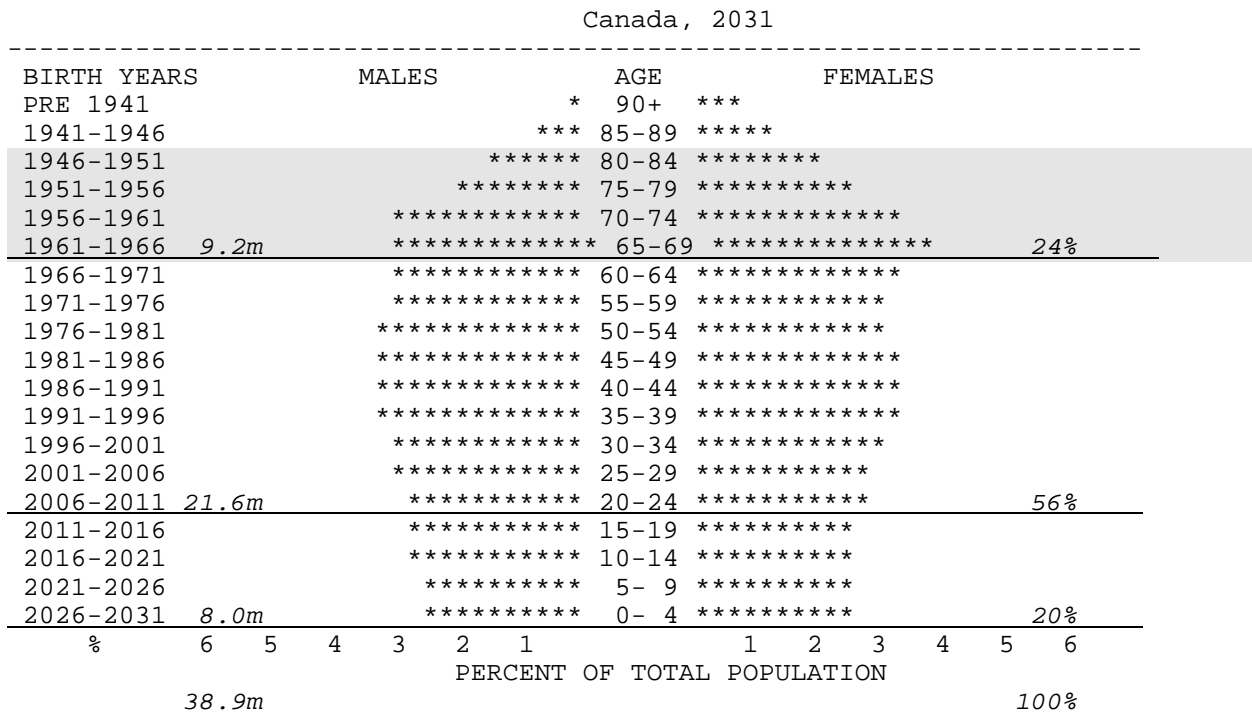 Canada, 2031
-----------------------------------------------------------------------
BIRTH YEARS MALES AGE FEMALES
PRE 1941 * 90+ ***
1941-1946 *** 85-89 *****
1946-1951 ****** 80-84 ********
1951-1956 ******** 75-79 **********
1956-1961 ************ 70-74 *************
1961-1966 9.2m ************* 65-69 ************** 24%
1966-1971 ************ 60-64 *************
1971-1976 ************ 55-59 ************
1976-1981 ************* 50-54 ************
1981-1986 ************* 45-49 *************
1986-1991 ************* 40-44 *************
1991-1996 ************* 35-39 *************
1996-2001 ************ 30-34 ************
2001-2006 ************ 25-29 ***********
2006-2011 21.6m *********** 20-24 *********** 56%
2011-2016 *********** 15-19 **********
2016-2021 *********** 10-14 **********
2021-2026 ********** 5- 9 **********
2026-2031 8.0m ********** 0- 4 ********** 20%
% 6 5 4 3 2 1 1 2 3 4 5 6
PERCENT OF TOTAL POPULATION
38.9m 100%